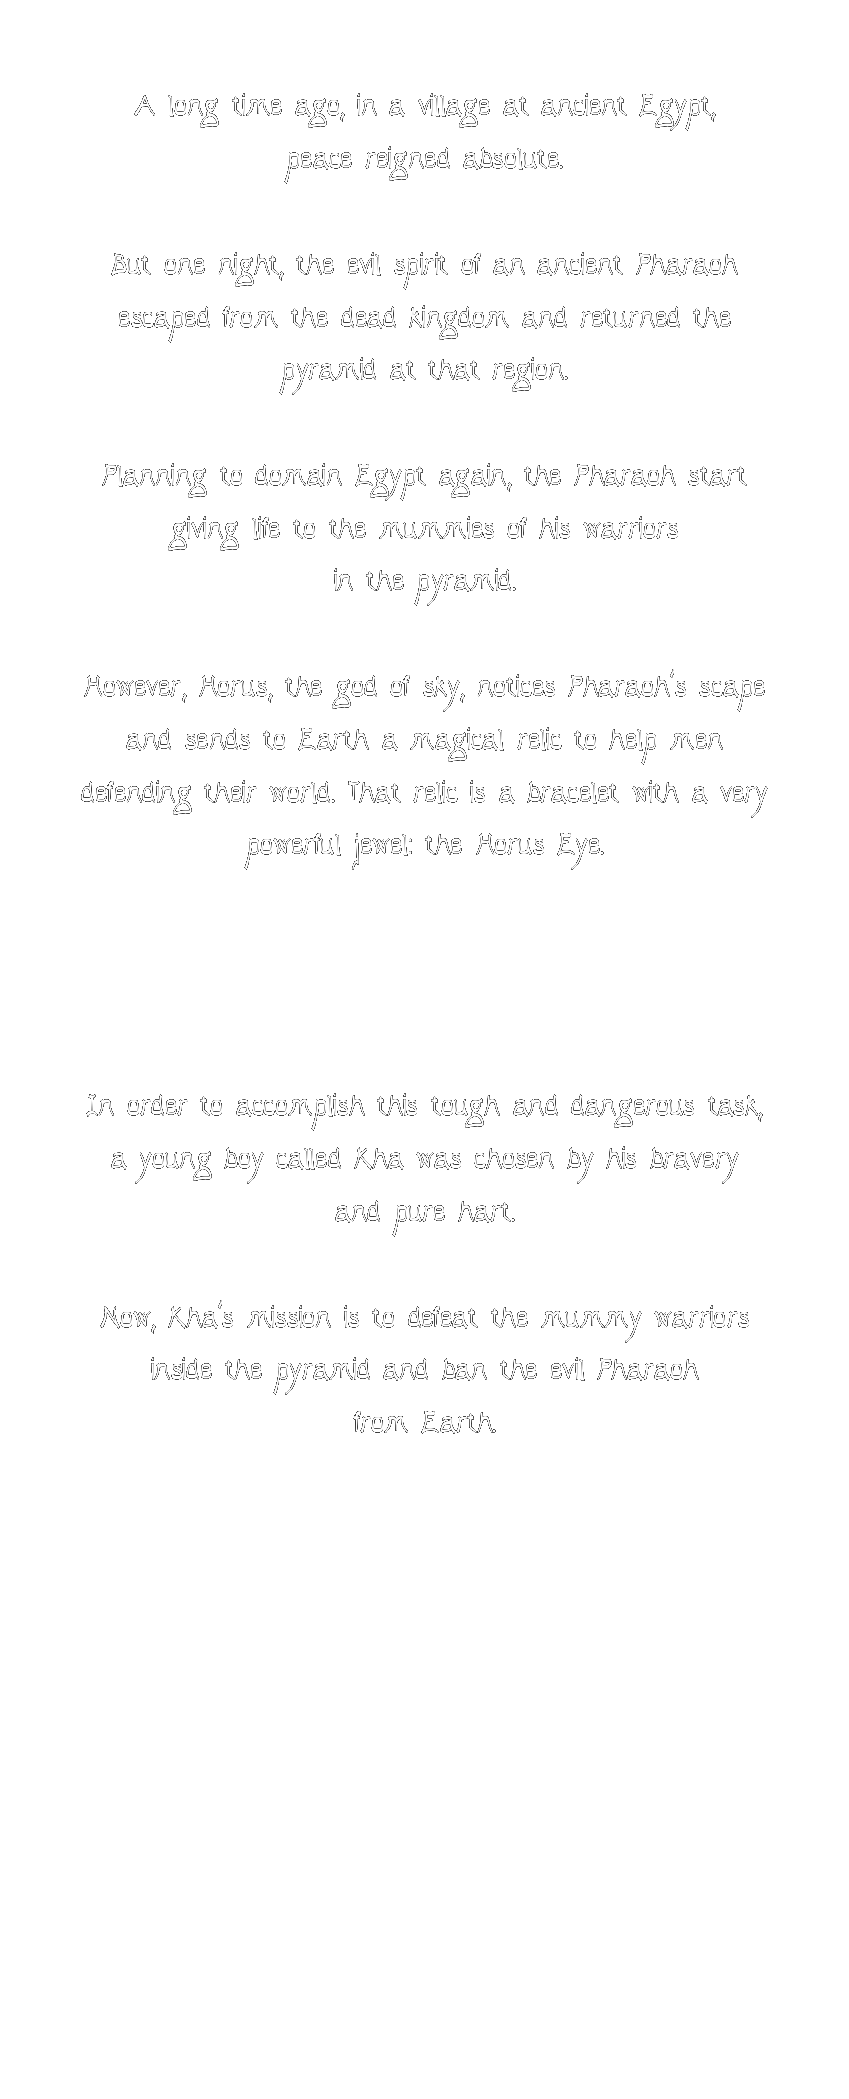 A long time ago, in a village at ancient Egypt,
peace reigned absolute.
But one night, the evil spirit of an ancient Pharaoh
escaped from the dead kingdom and returned the
pyramid at that region.
Planning to domain Egypt again, the Pharaoh start
giving life to the mummies of his warriors
in the pyramid.
However, Horus, the god of sky, notices Pharaoh's scape
and sends to Earth a magical relic to help men
defending their world. That relic is a bracelet with a very
powerful jewel: the Horus Eye.
In order to accomplish this tough and dangerous task,
a young boy called Kha was chosen by his bravery
and pure hart.
Now, Kha's mission is to defeat the mummy warriors
inside the pyramid and ban the evil Pharaoh
from Earth.